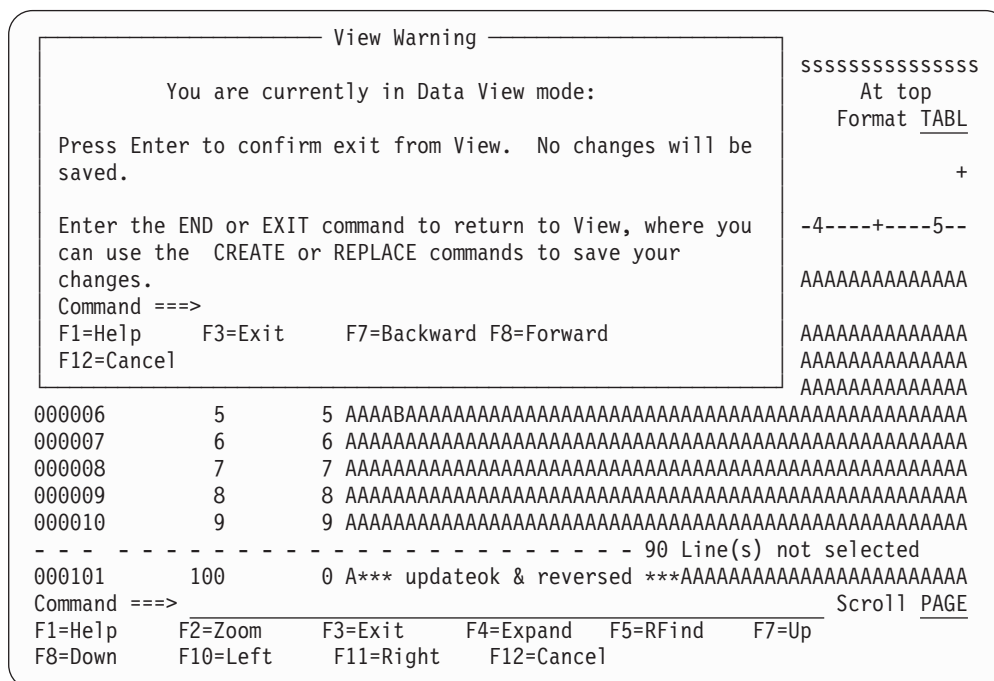 View Warning
sssssssssssssss
You are currently in Data View mode: At top
Format TABL
Press Enter to confirm exit from View.  No changes will be
saved. +
Enter the END or EXIT command to return to View, where you -4----+----5--
can use the  CREATE or REPLACE commands to save your
changes. AAAAAAAAAAAAAA
Command ===>
F1=Help     F3=Exit     F7=Backward F8=Forward AAAAAAAAAAAAAA
F12=Cancel AAAAAAAAAAAAAA
AAAAAAAAAAAAAA
000006         5        5 AAAABAAAAAAAAAAAAAAAAAAAAAAAAAAAAAAAAAAAAAAAAAAAAAAA
000007         6        6 AAAAAAAAAAAAAAAAAAAAAAAAAAAAAAAAAAAAAAAAAAAAAAAAAAAA
000008         7        7 AAAAAAAAAAAAAAAAAAAAAAAAAAAAAAAAAAAAAAAAAAAAAAAAAAAA
000009         8        8 AAAAAAAAAAAAAAAAAAAAAAAAAAAAAAAAAAAAAAAAAAAAAAAAAAAA
000010         9        9 AAAAAAAAAAAAAAAAAAAAAAAAAAAAAAAAAAAAAAAAAAAAAAAAAAAA
- - -  - - - - - - - - - - - - - - - - - - - - - - 90 Line(s) not selected
000101       100        0 A*** updateok & reversed ***AAAAAAAAAAAAAAAAAAAAAAAA
Command ===> Scroll PAGE
F1=Help     F2=Zoom     F3=Exit     F4=Expand   F5=RFind    F7=Up
F8=Down     F10=Left     F11=Right    F12=Cancel